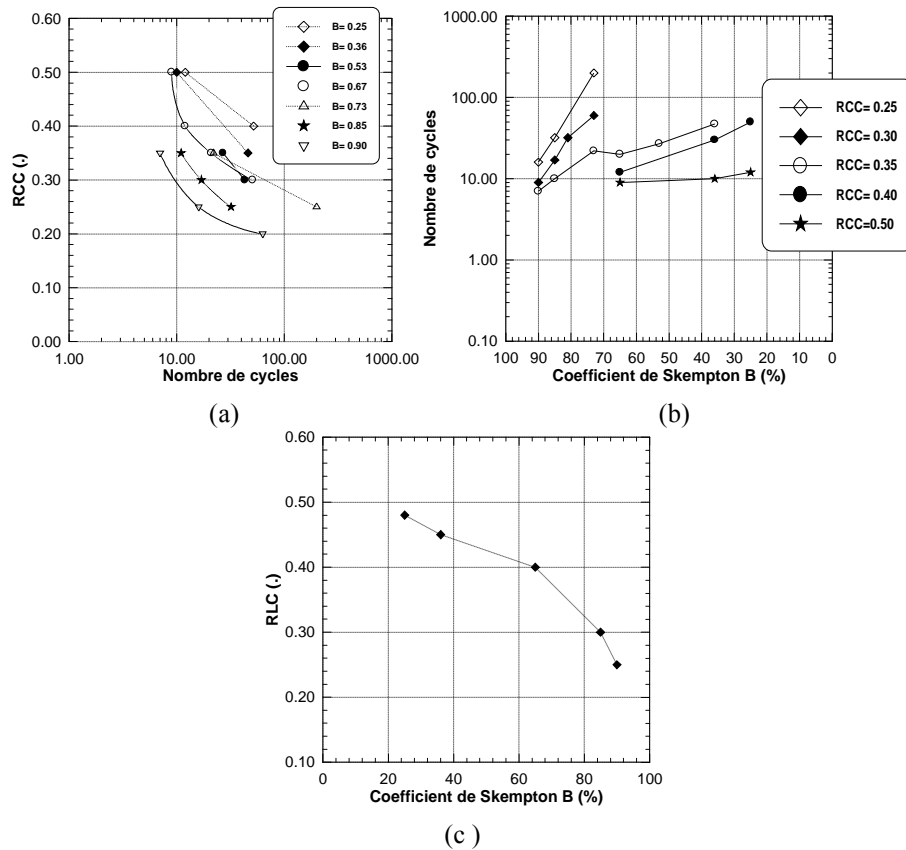 RCC (.)
0.60
0.50
0.40
0.30
0.20
0.10
0.00
1.00 10.00 100.00 1000.00
Nombre de cycles
B= 0.25
B= 0.36
B= 0.53
B= 0.67
B= 0.73
B= 0.85
B= 0.90
(a)
Nombre de cycles
1000.00
100.00
10.00
1.00
0.10
100 90 80 70 60 50 40 30 20 10 0
Coefficient de Skempton B (%)
RCC= 0.25
RCC= 0.30
RCC= 0.35
RCC= 0.40
RCC=0.50
(b)
RLC (.)
0.60
0.50
0.40
0.30
0.20
0.10
0 20 40 60 80 100
Coefficient de Skempton B (%)
(c )